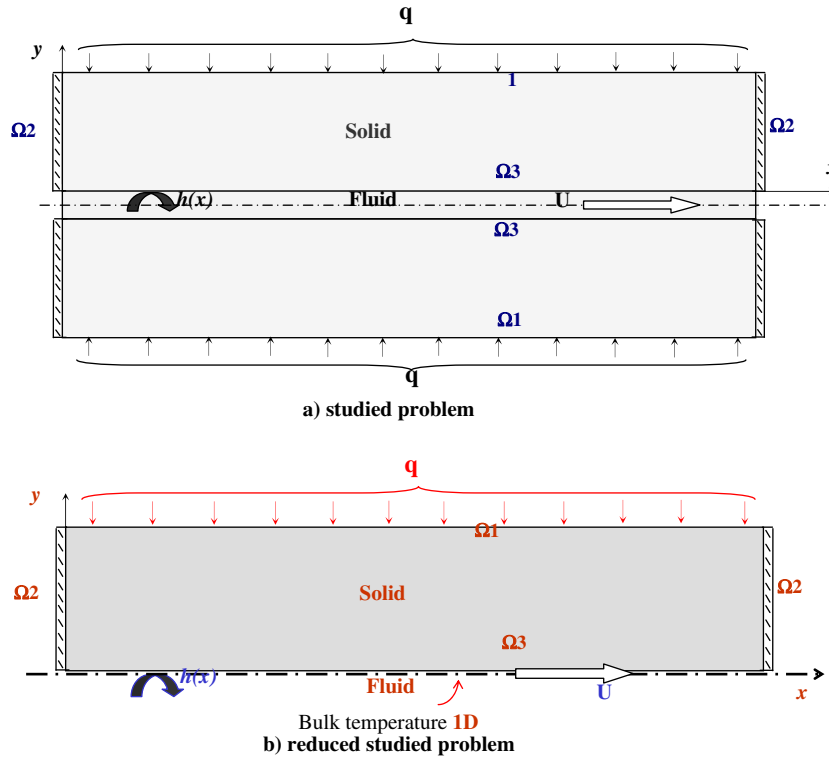 q
y
1
Ω2
Ω2
Solid
Ω3
h(x)
Fluid
U
Ω3
Ω1
q
a) studied problem
q
y
Ω1
Ω2
Solid
Ω2
Ω3
h(x)
Fluid
U
x
Bulk temperature 1D
b) reduced studied problem